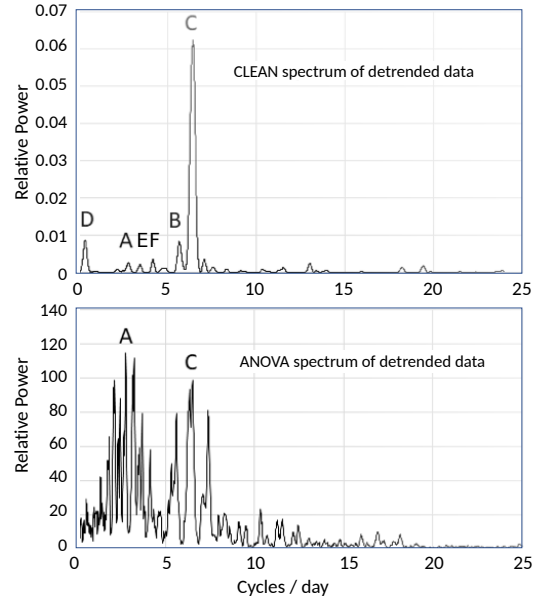 0.07
C
0.06
CLEAN spectrum of detrended data
0.05
Relative Power
0.04
0.03
0.02
D
B
A E F
0.01
0
0 5 10 15 20 25
140
A
120
C
ANOVA spectrum of detrended data
100
Relative Power
80
60
40
20
0
0 5 10 15 20 25
Cycles / day